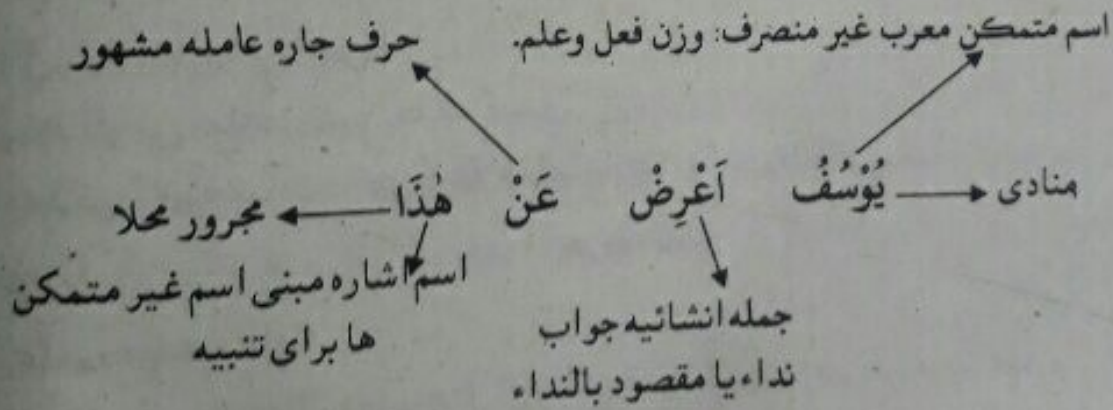 اسم متمکن معرب غیر منصرف: وزن فعل وعلم.
حرف جاره عامله مشهور
منادی
یُوْسُفُ اَعْرِضْ عَنْ هٰذَا
مجرور محلا
اسم اشاره مبنی اسم غیر متمکن
ها برای تنبیه
جمله انشائیه جواب
نداء یا مقصود بالنداء